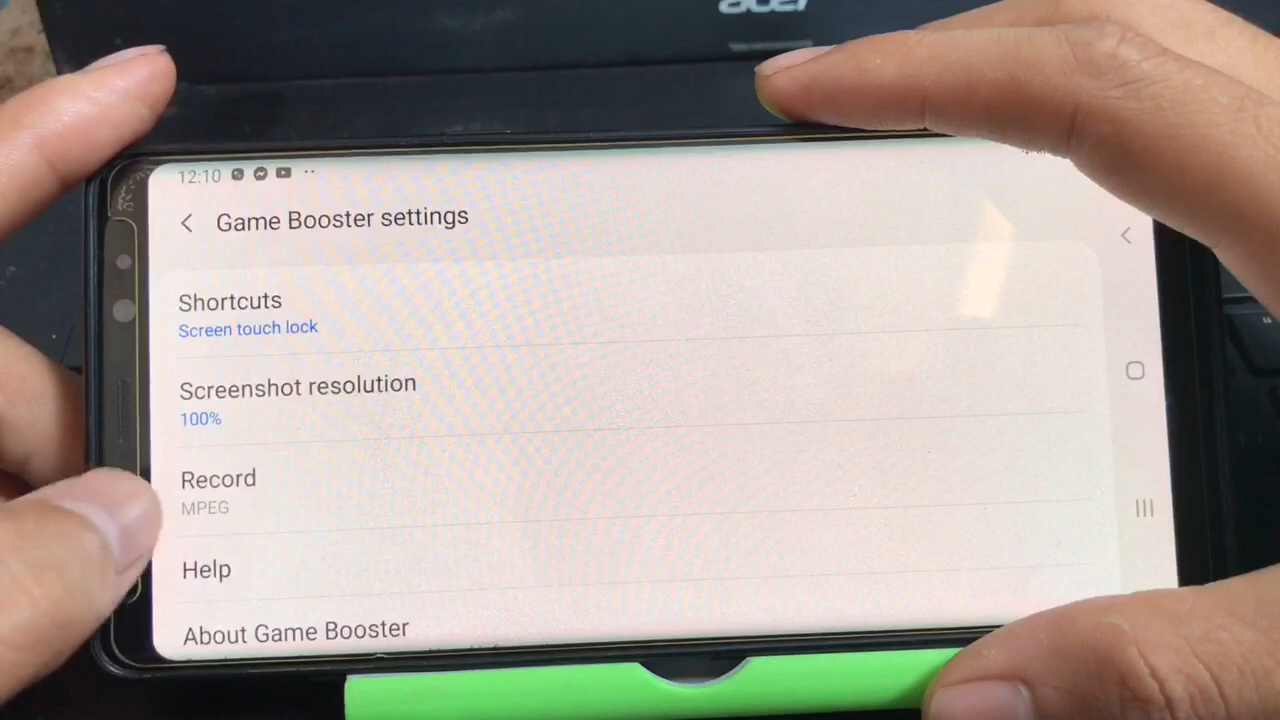 acer
12:10
Game Booster settings
Shortcuts
Screen touch lock
Screenshot resolution
100%
Record
MPEG
Help
About Game Booster